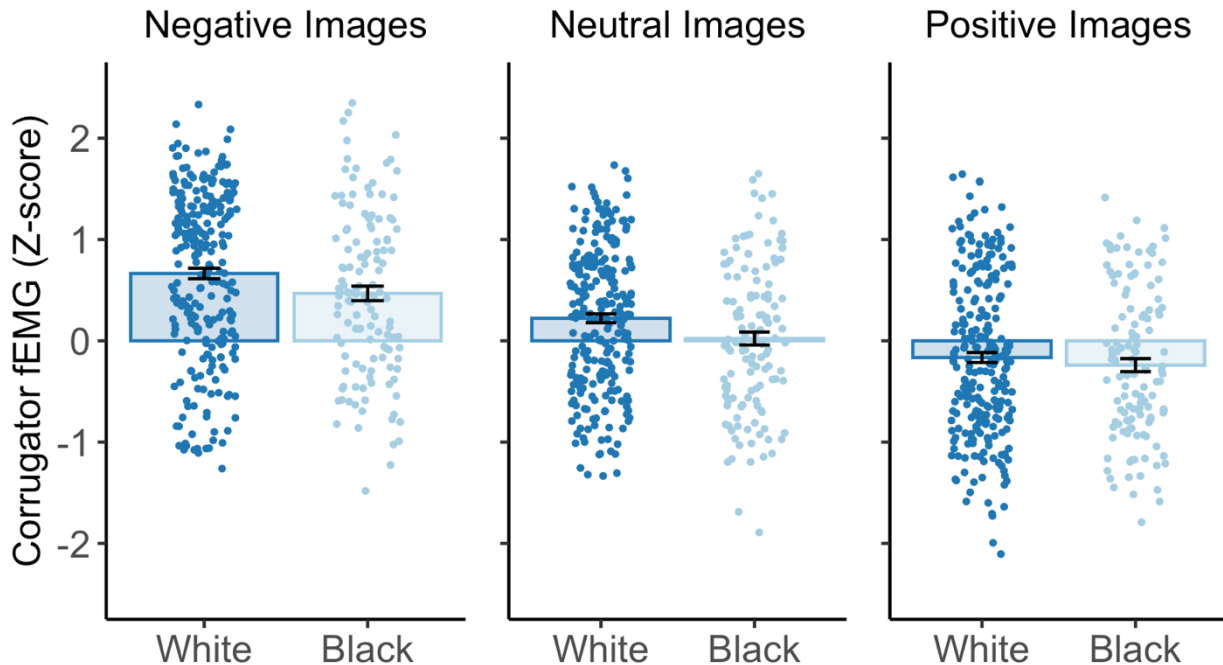 Negative Images
Neutral Images
Positive Images
Corrugator fEMG (Z-score)
2
1
0
-1
-2
White
Black
White
Black
White
Black